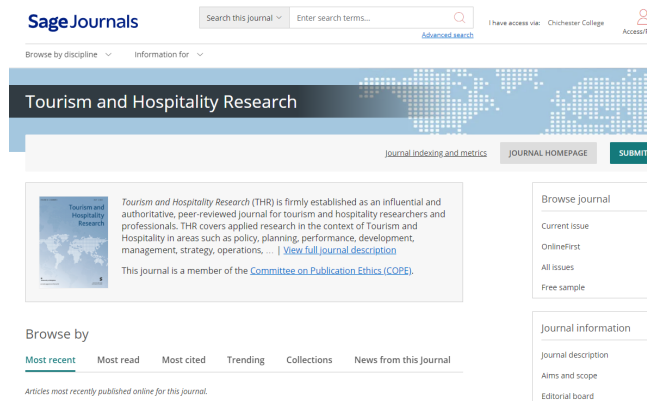 Sage Journals
Search this journal
Enter search terms...
Advanced search
I have access via: Chichester College
Browse by discipline
Information for
Tourism and Hospitality Research
Journal indexing and metrics
JOURNAL HOMEPAGE
SUBMIT
Tourism and
Hospitality
Research
Tourism and Hospitality Research (THR) is firmly established as an influential and
authoritative, peer-reviewed journal for tourism and hospitality researchers and
professionals. THR covers applied research in the context of Tourism and
Hospitality in areas such as policy, planning, performance, development,
management, strategy, operations, ... | View full journal description
This journal is a member of the Committee on Publication Ethics (COPE).
Browse by
Most recent
Most read
Most cited
Trending
Collections
News from this Journal
Articles most recently published online for this journal.
Browse journal
Current issue
OnlineFirst
All issues
Free sample
Journal information
Journal description
Aims and scope
Editorial board